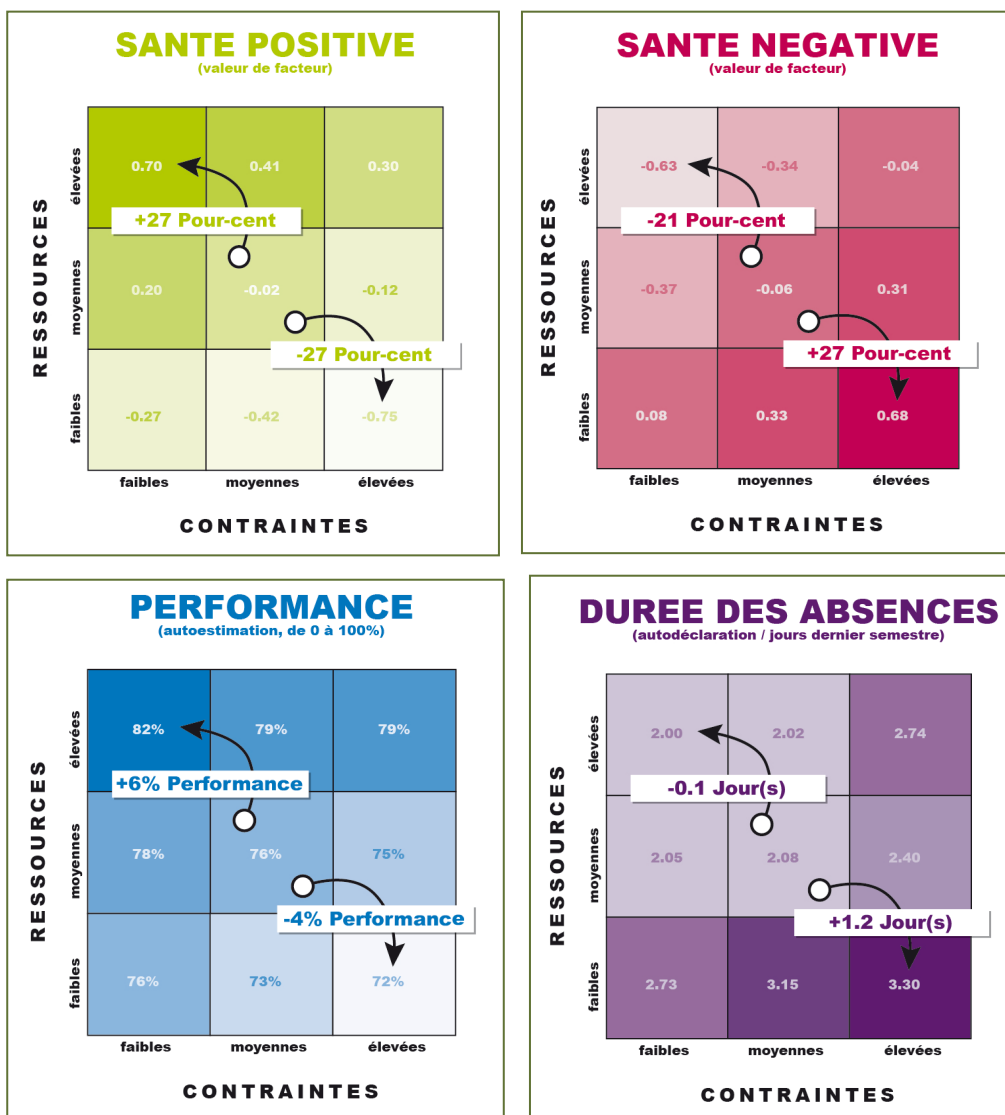 SANTE POSITIVE
(valeur de facteur)
RESSOURCES
élevées
moyennes
faibles
0.70
0.41
0.30
+27 Pour-cent
0.20
-0.02
-0.12
-27 Pour-cent
-0.27
-0.42
-0.75
faibles
moyennes
élevées
CONTRAINTES
SANTE NEGATIVE
(valeur de facteur)
RESSOURCES
élevées
moyennes
faibles
-0.63
-0.34
-0.04
-21 Pour-cent
-0.37
-0.06
0.31
+27 Pour-cent
0.08
0.33
0.68
faibles
moyennes
élevées
CONTRAINTES
PERFORMANCE
(autoestimation, de 0 à 100%)
RESSOURCES
élevées
moyennes
faibles
82%
79%
79%
+6% Performance
78%
76%
75%
-4% Performance
76%
73%
72%
faibles
moyennes
élevées
CONTRAINTES
DUREE DES ABSENCES
(autodéclaration / jours dernier semestre)
RESSOURCES
élevées
moyennes
faibles
2.00
2.02
2.74
-0.1 Jour(s)
2.05
2.08
2.40
+1.2 Jour(s)
2.73
3.15
3.30
faibles
moyennes
élevées
CONTRAINTES